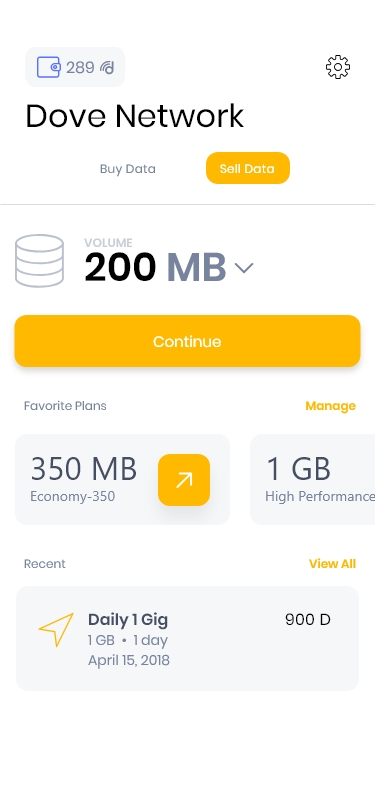 289
Dove Network
Buy Data
Sell Data
VOLUME
200 MB
Continue
Favorite Plans
Manage
350 MB
Economy-350
1 GB
High Performance
Recent
View All
Daily 1 Gig
900 D
1 GB • 1 day
April 15, 2018